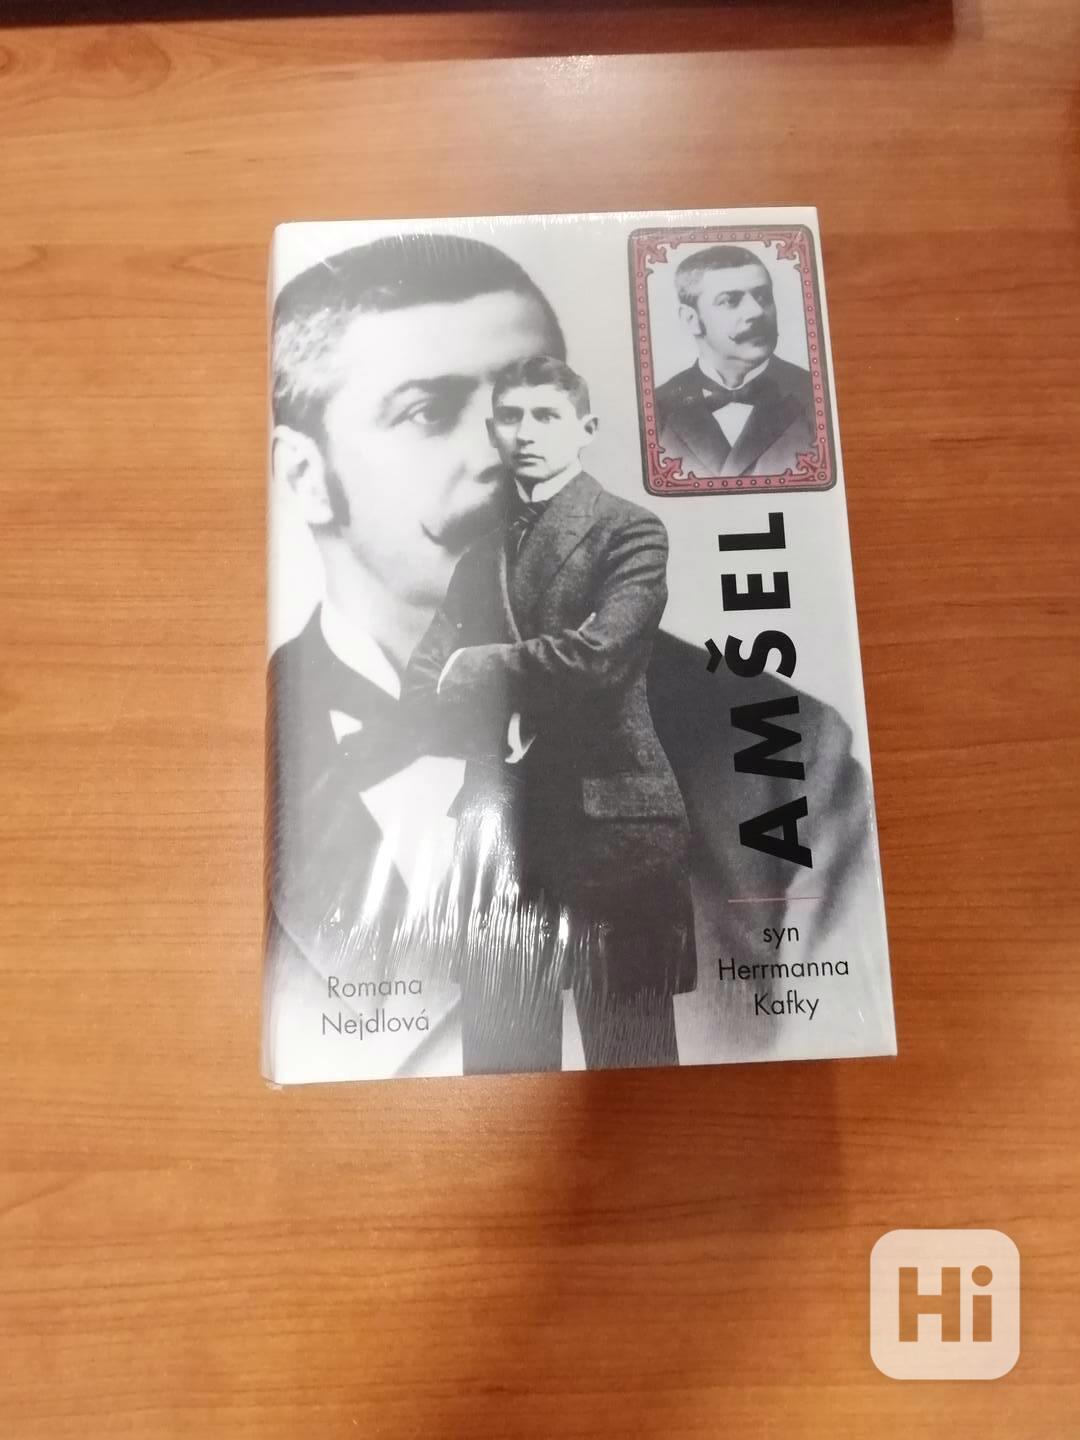 AMŠEL
syn
Herrmanna
Kafky
Romana
Nejdlová
Hi